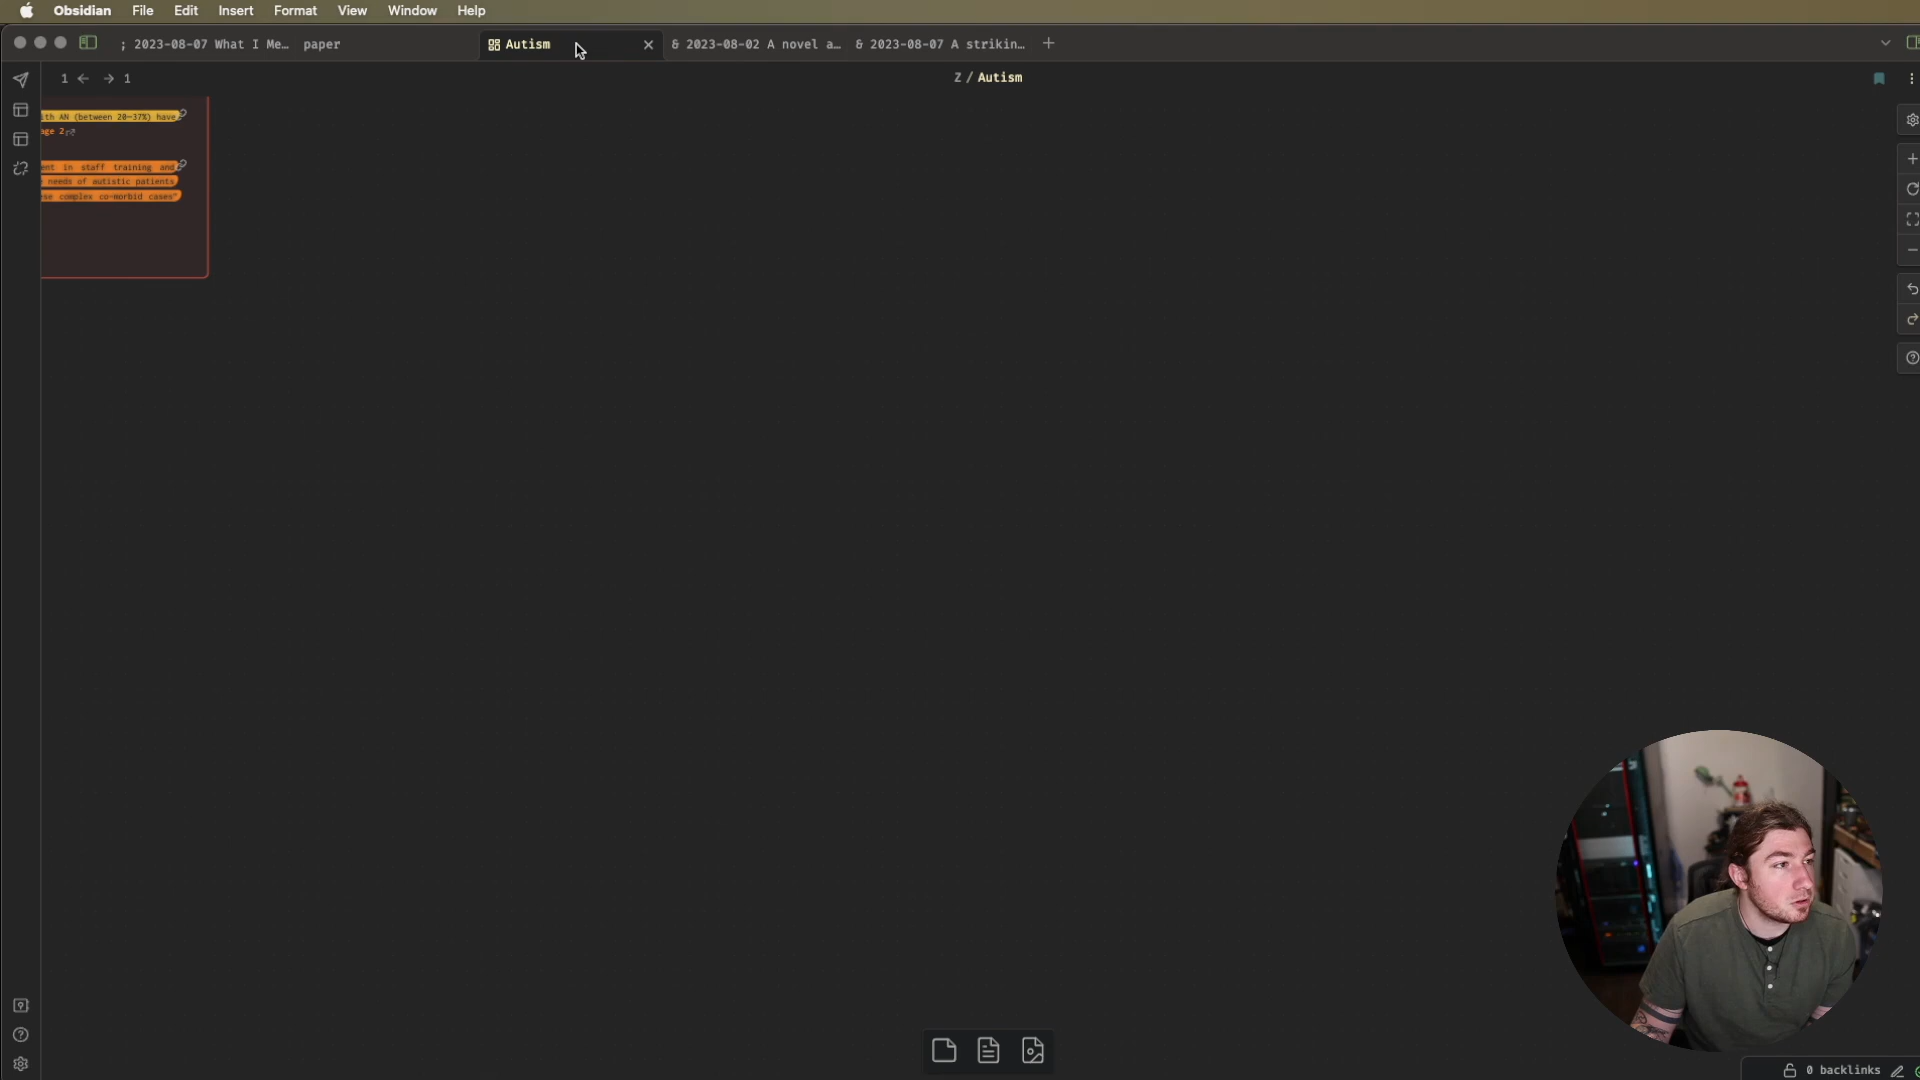 Obsidian File Edit Insert Format View Window Help
; 2023-08-07 What I Me… paper Autism & 2023-08-02 A novel a… & 2023-08-07 A strikin…
1 1 Z / Autism
ith AN (between 20–37%) have
age 2
ent in staff training and
needs of autistic patients
se complex co-morbid cases"
0 backlinks